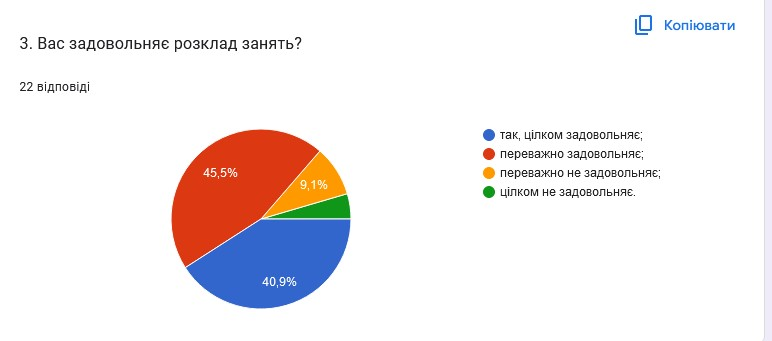 Копіювати
3. Вас задовольняє розклад занять?
22 відповіді
так, цілком задовольняє;
переважно задовольняє;
переважно не задовольняє;
цілком не задовольняє.
45,5%
9,1%
40,9%